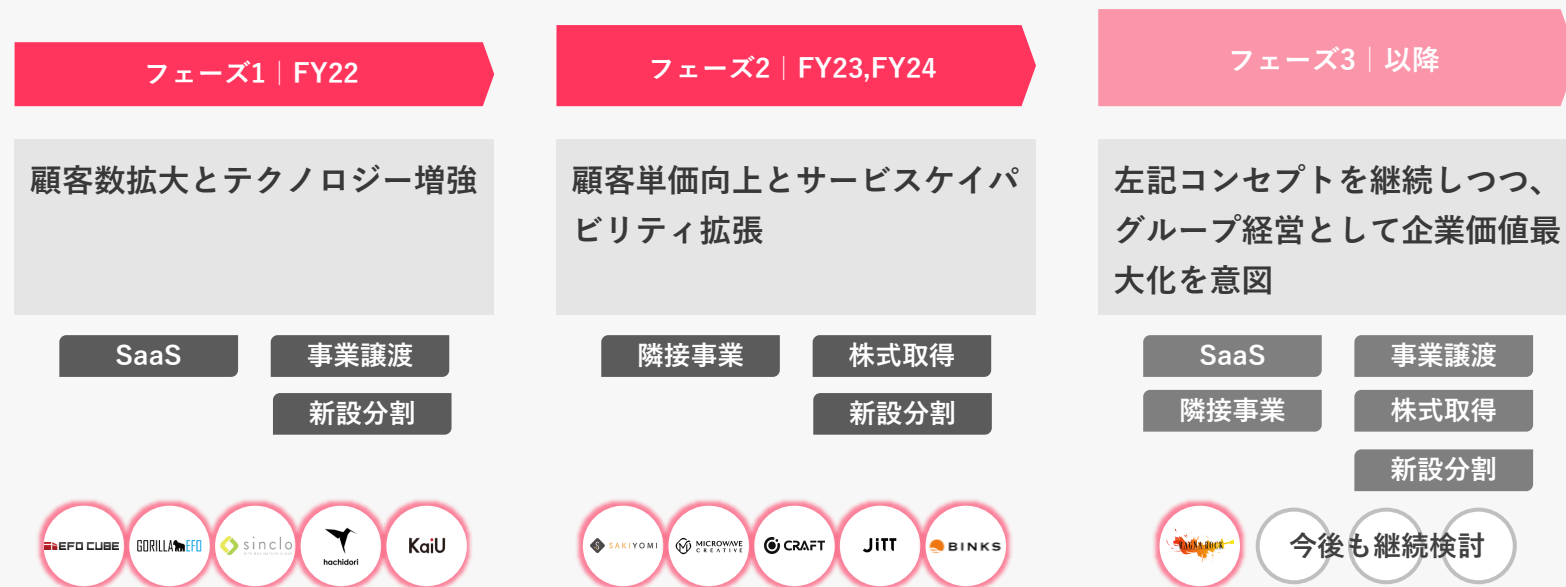 フェーズ1｜FY22
顧客数拡大とテクノロジー増強
SaaS
事業譲渡
新設分割
EFO CUBE
GORILLA EFO
sinclo
hachidori
KaiU
フェーズ2｜FY23,FY24
顧客単価向上とサービスケイパ
ビリティ拡張
隣接事業
株式取得
新設分割
SAKIYOMI
MICROWAVE
CREATIVE
CRAFT
JiTT
BINKS
フェーズ3｜以降
左記コンセプトを継続しつつ、
グループ経営として企業価値最
大化を意図
SaaS
事業譲渡
隣接事業
株式取得
新設分割
今後も継続検討